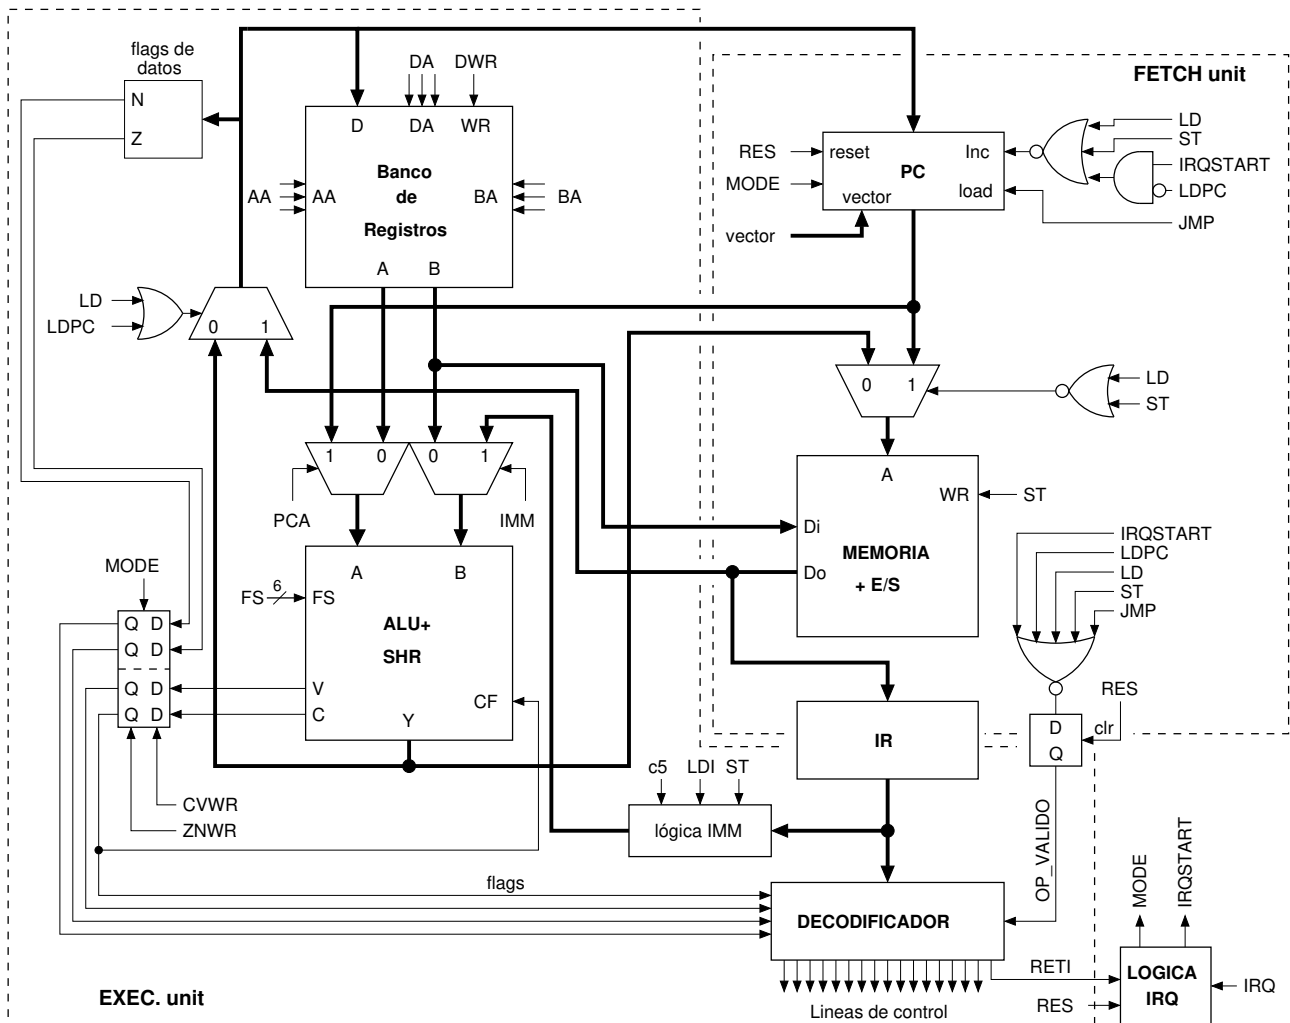 flags de
datos
N
Z
DA
DWR
D
DA
WR
Banco
de
Registros
AA
AA
BA
BA
A
B
FETCH unit
RES
MODE
reset
vector
PC
Inc
load
vector
LD
ST
IRQSTART
LDPC
JMP
LD
LDPC
0
1
0
1
LD
ST
1
0
0
1
PCA
IMM
A
WR
ST
Di
Do
MEMORIA
+ E/S
MODE
FS
6
FS
A
B
ALU+
SHR
V
C
CF
Y
Q D
Q D
Q D
Q D
CVWR
ZNWR
IRQSTART
LDPC
LD
ST
JMP
RES
D
Q
clr
IR
c5
LDI
ST
lógica IMM
OP_VALIDO
flags
DECODIFICADOR
RETI
MODE
IRQSTART
LOGICA
IRQ
IRQ
RES
Lineas de control
EXEC. unit